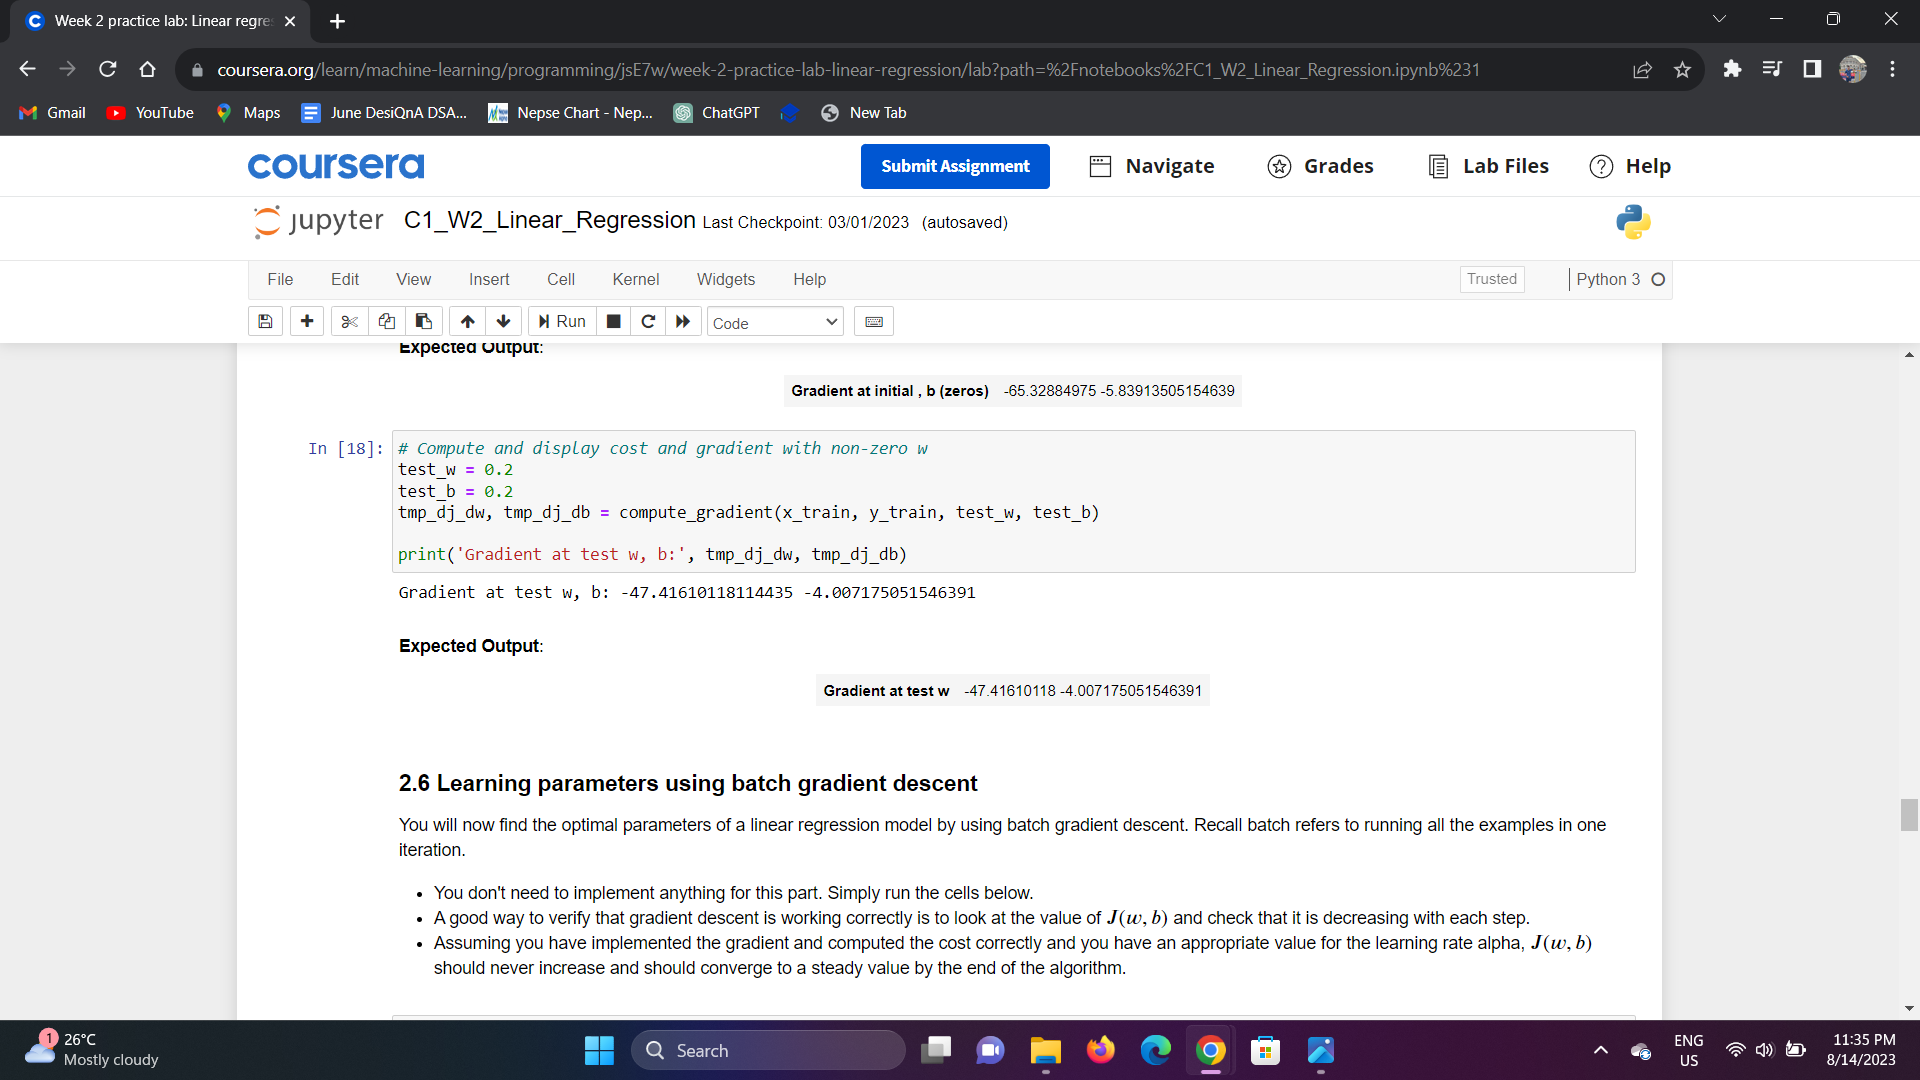 Week 2 practice lab: Linear regres
coursera.org/learn/machine-learning/programming/jsE7w/week-2-practice-lab-linear-regression/lab?path=%2Fnotebooks%2FC1_W2_Linear_Regression.ipynb%231
Gmail YouTube Maps June DesiQnA DSA... Nepse Chart - Nep... ChatGPT New Tab
coursera Submit Assignment Navigate Grades Lab Files Help
jupyter C1_W2_Linear_Regression Last Checkpoint: 03/01/2023 (autosaved)
File Edit View Insert Cell Kernel Widgets Help Trusted Python 3
Run Code
Expected Output:
Gradient at initial , b (zeros) -65.32884975 -5.83913505154639
In [18]: # Compute and display cost and gradient with non-zero w
test_w = 0.2
test_b = 0.2
tmp_dj_dw, tmp_dj_db = compute_gradient(x_train, y_train, test_w, test_b)
print('Gradient at test w, b:', tmp_dj_dw, tmp_dj_db)
Gradient at test w, b: -47.41610118114435 -4.007175051546391
Expected Output:
Gradient at test w -47.41610118 -4.007175051546391
2.6 Learning parameters using batch gradient descent
You will now find the optimal parameters of a linear regression model by using batch gradient descent. Recall batch refers to running all the examples in one
iteration.
• You don't need to implement anything for this part. Simply run the cells below.
• A good way to verify that gradient descent is working correctly is to look at the value of J(w, b) and check that it is decreasing with each step.
• Assuming you have implemented the gradient and computed the cost correctly and you have an appropriate value for the learning rate alpha, J(w, b)
should never increase and should converge to a steady value by the end of the algorithm.
1 26°C
Mostly cloudy
Search
ENG
US
11:35 PM
8/14/2023